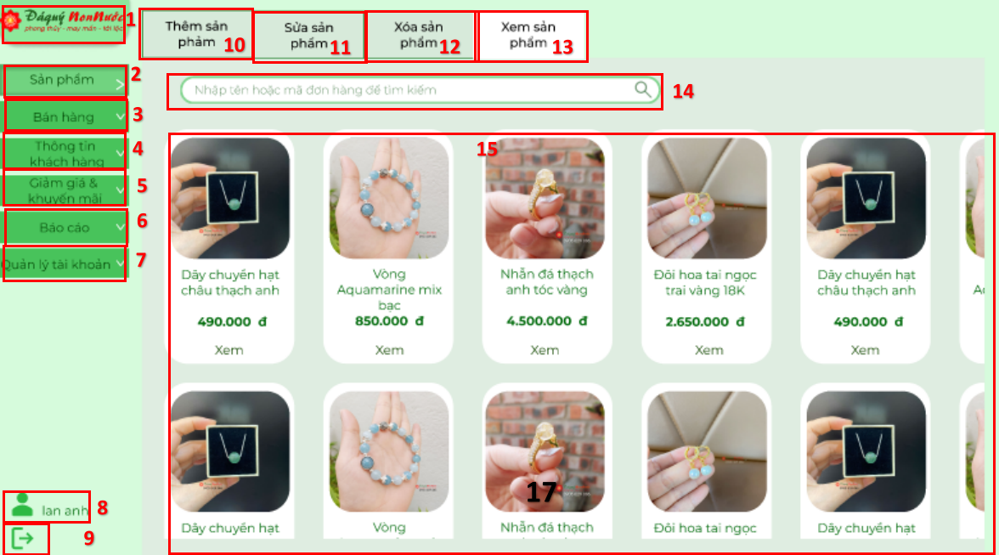 Đáquý NonNước
phong thủy - may mắn - tài lộc
1
Thêm sản
phảm
10
Sửa sản
phẩm
11
Xóa sản
phẩm
12
Xem sản
phẩm
13
Sản phẩm
2
Bán hàng
3
Thông tin
khách hàng
4
Giảm giá &
khuyến mãi
5
Báo cáo
6
Quản lý tài khoản
7
lan anh
8
9
Nhập tên hoặc mã đơn hàng để tìm kiếm
14
15
Dây chuyền hạt
châu thạch anh
490.000 đ
Xem
Vòng
Aquamarine mix
bạc
850.000 đ
Xem
Nhẫn đá thạch
anh tóc vàng
4.500.000 đ
Xem
Đôi hoa tai ngọc
trai vàng 18K
2.650.000 đ
Xem
Dây chuyền hạt
châu thạch anh
490.000 đ
Xem
17
Dây chuyền hạt
Vòng
Nhẫn đá thạch
Đôi hoa tai ngọc
Dây chuyền hạt